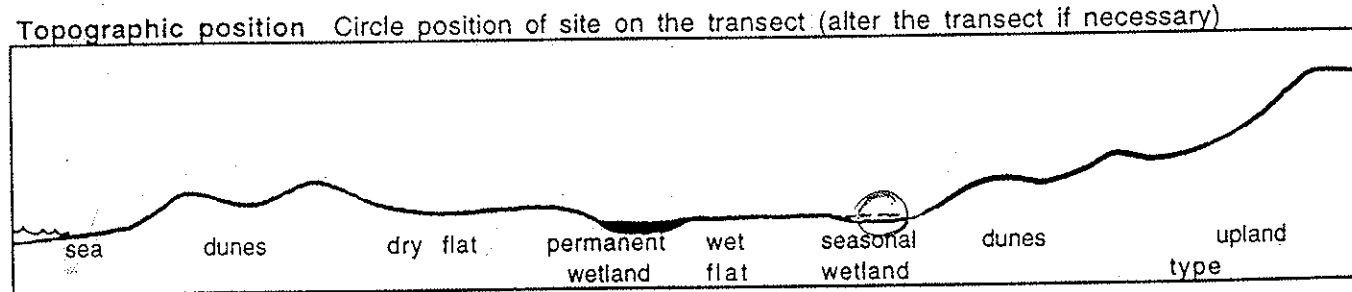 Topographic position Circle position of site on the transect (alter the transect if necessary)
sea dunes dry flat permanent wet seasonal dunes upland
wetland flat wetland type